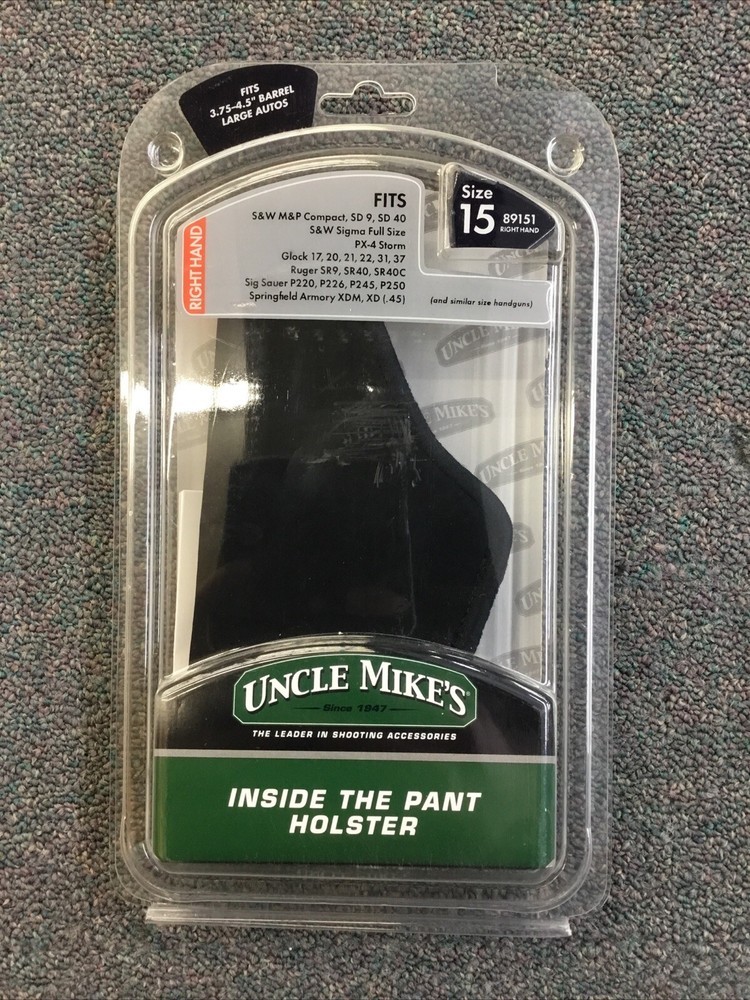 FITS
3.75-4.5" BARREL
LARGE AUTOS
Size
15 89151
RIGHT HAND
RIGHT HAND
FITS
S&W M&P Compact, SD 9, SD 40
S&W Sigma Full Size
PX-4 Storm
Glock 17, 20, 21, 22, 31, 37
Ruger SR9, SR40, SR40C
Sig Sauer P220, P226, P245, P250
Springfield Armory XDM, XD (.45)
(and similar size handguns)
UNCLE MIKE'S®
Since 1947
THE LEADER IN SHOOTING ACCESSORIES
INSIDE THE PANT
HOLSTER